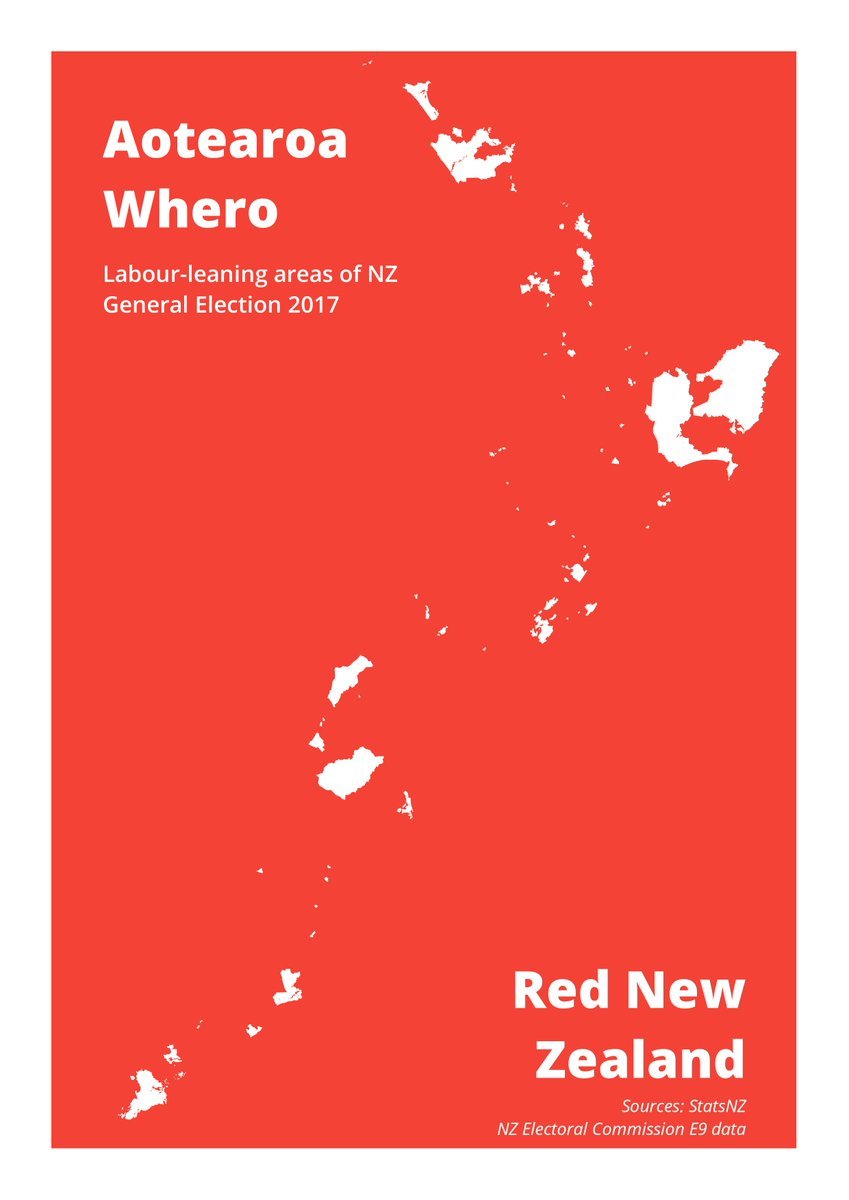 Aotearoa
Whero
Labour-leaning areas of NZ
General Election 2017
Red New
Zealand
Sources: StatsNZ
NZ Electoral Commission E9 data